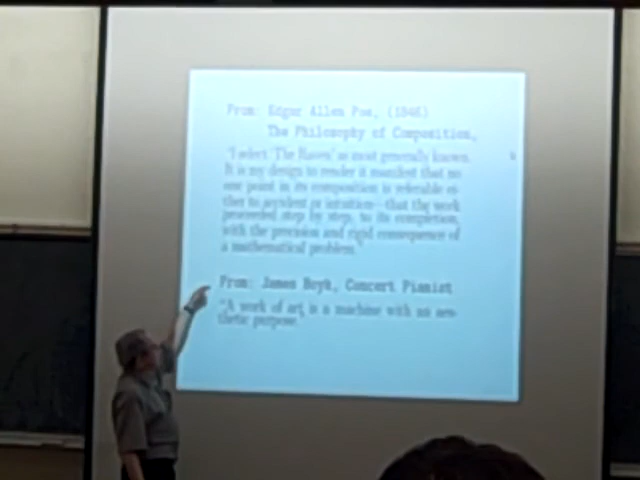 From: Edgar Allen Poe, (1846)
The Philosophy of Composition,
"I select 'The Raven' as most generally known.
It is my design to render it manifest that no
one point in its composition is referable ei-
ther to accident or intuition—that the work
proceeded step by step, to its completion,
with the precision and rigid consequence of
a mathematical problem."
From: James Boyk, Concert Pianist
"A work of art is a machine with an aes-
thetic purpose."